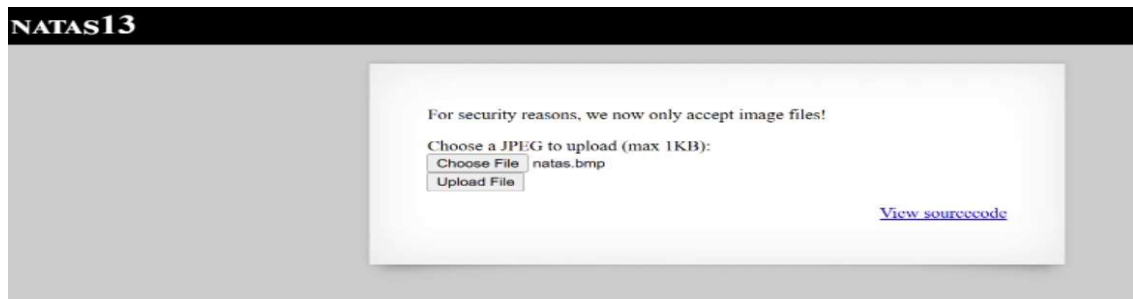 NATAS13
For security reasons, we now only accept image files!
Choose a JPEG to upload (max 1KB):
Choose File natas.bmp
Upload File
View sourcecode